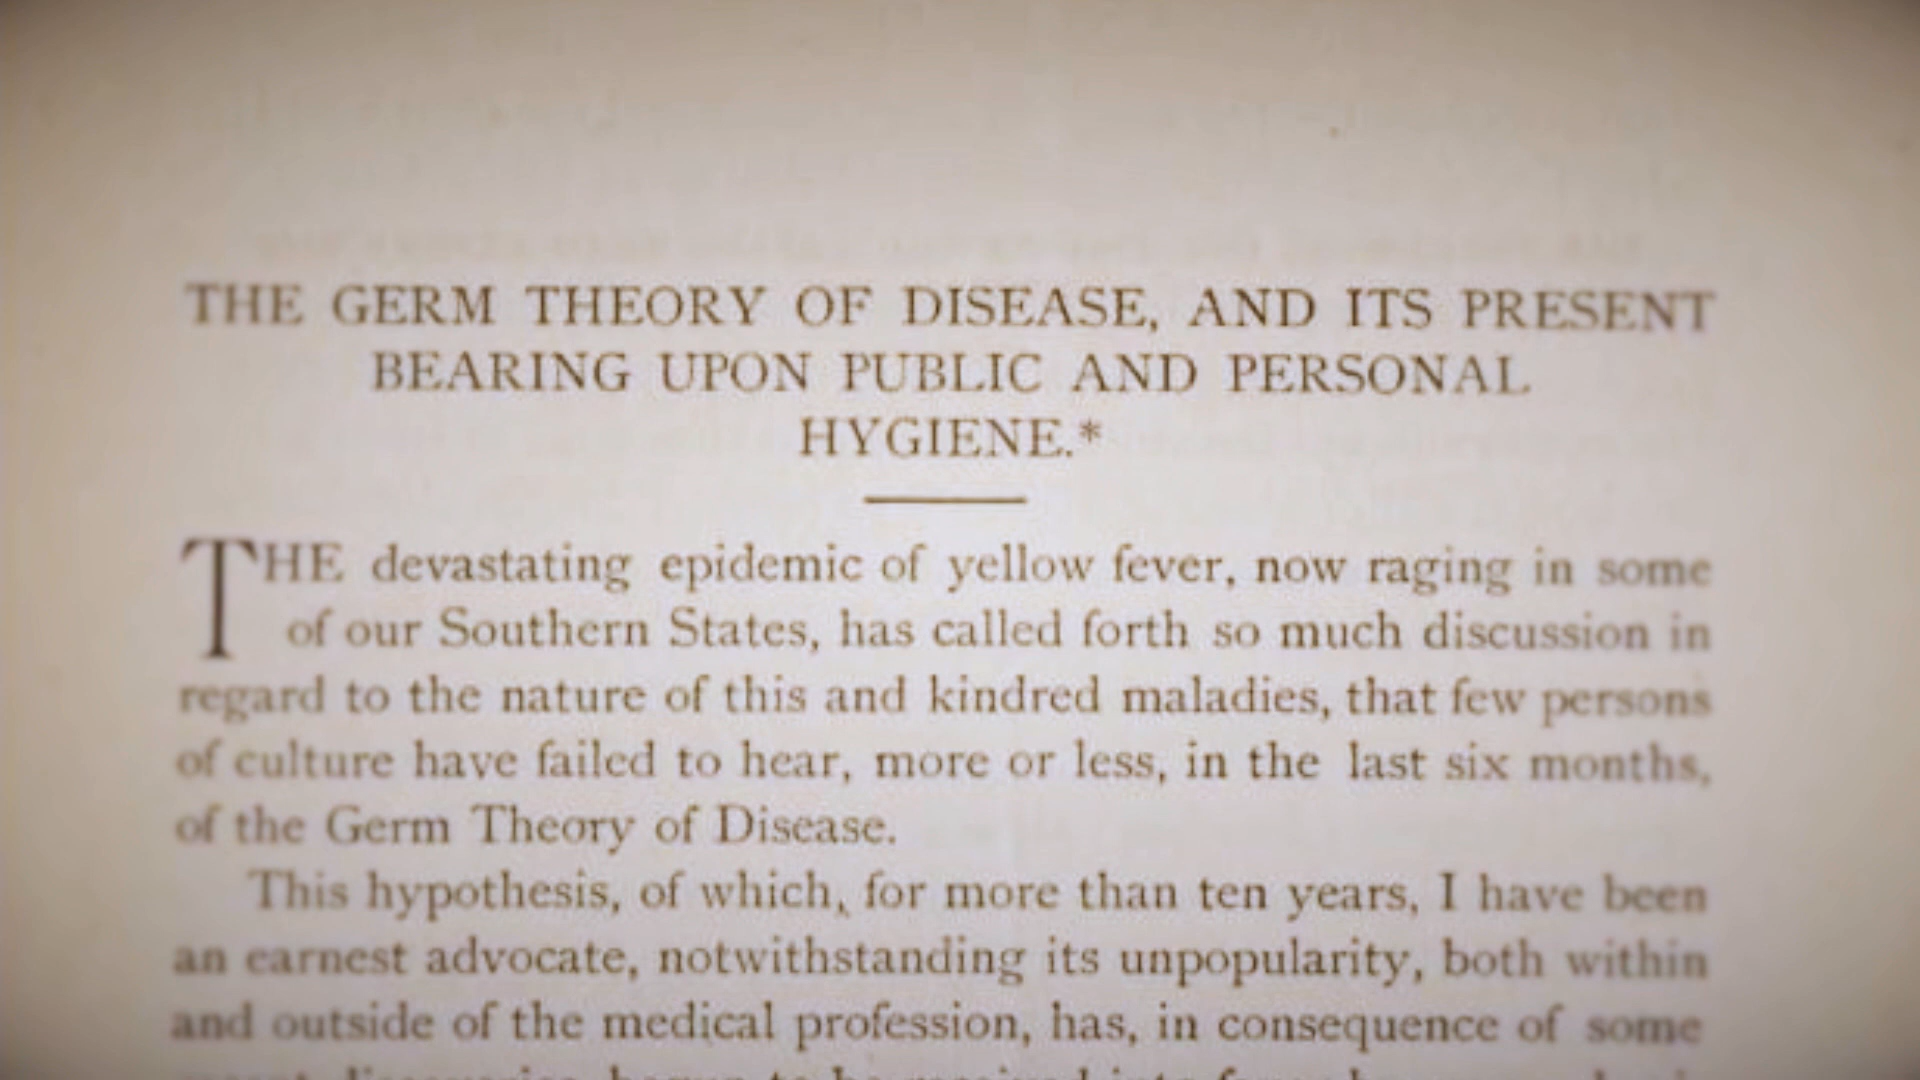 THE GERM THEORY OF DISEASE, AND ITS PRESENT
BEARING UPON PUBLIC AND PERSONAL
HYGIENE.*
THE devastating epidemic of yellow fever, now raging in some
of our Southern States, has called forth so much discussion in
regard to the nature of this and kindred maladies, that few persons
of culture have failed to hear, more or less, in the last six months,
of the Germ Theory of Disease.
This hypothesis, of which, for more than ten years, I have been
an earnest advocate, notwithstanding its unpopularity, both within
and outside of the medical profession, has, in consequence of some